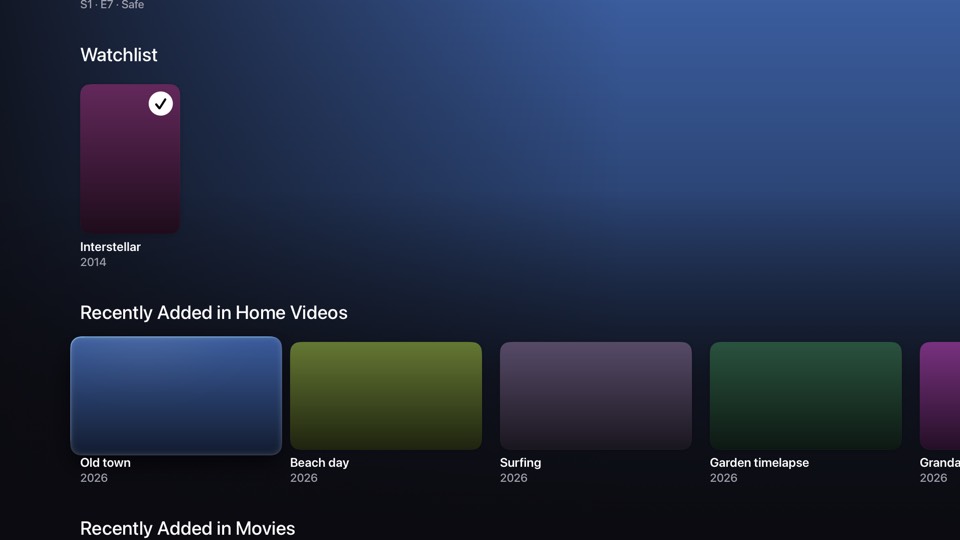 S1 · E7 · Safe
Watchlist
Interstellar
2014
Recently Added in Home Videos
Old town
2026
Beach day
2026
Surfing
2026
Garden timelapse
2026
Granda
2026
Recently Added in Movies